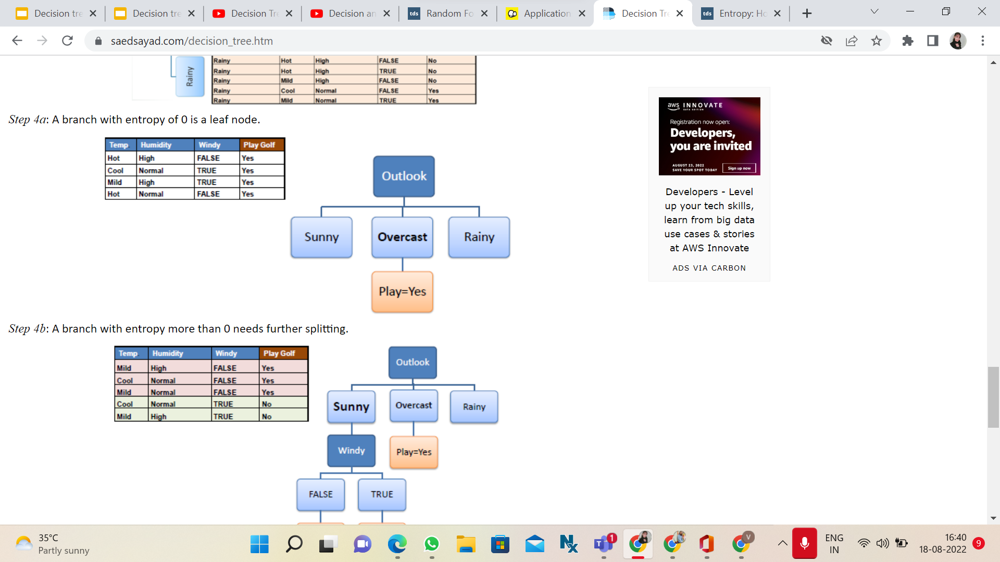 Decision tre
Decision tre
Decision Tre
Decision an
tds Random Fo
Application
Decision Tre
tds Entropy: Ho
saedsayad.com/decision_tree.htm
Rainy
Rainy Hot High FALSE No
Rainy Hot High TRUE No
Rainy Mild High FALSE No
Rainy Cool Normal FALSE Yes
Rainy Mild Normal TRUE Yes
Step 4a: A branch with entropy of 0 is a leaf node.
Temp Humidity Windy Play Golf
Hot High FALSE Yes
Cool Normal TRUE Yes
Mild High TRUE Yes
Hot Normal FALSE Yes
Outlook
Sunny Overcast Rainy
Play=Yes
aws INNOVATE
DATA EDITION
Registration now open:
Developers,
you are invited
AUGUST 23, 2022
SAVE YOUR SPOT TODAY
Sign up now
Developers - Level
up your tech skills,
learn from big data
use cases & stories
at AWS Innovate
ADS VIA CARBON
Step 4b: A branch with entropy more than 0 needs further splitting.
Temp Humidity Windy Play Golf
Mild High FALSE Yes
Cool Normal FALSE Yes
Mild Normal FALSE Yes
Cool Normal TRUE No
Mild High TRUE No
Outlook
Sunny Overcast Rainy
Windy Play=Yes
FALSE TRUE
35°C
Partly sunny
T
1
V
ENG
IN
16:40
18-08-2022
9